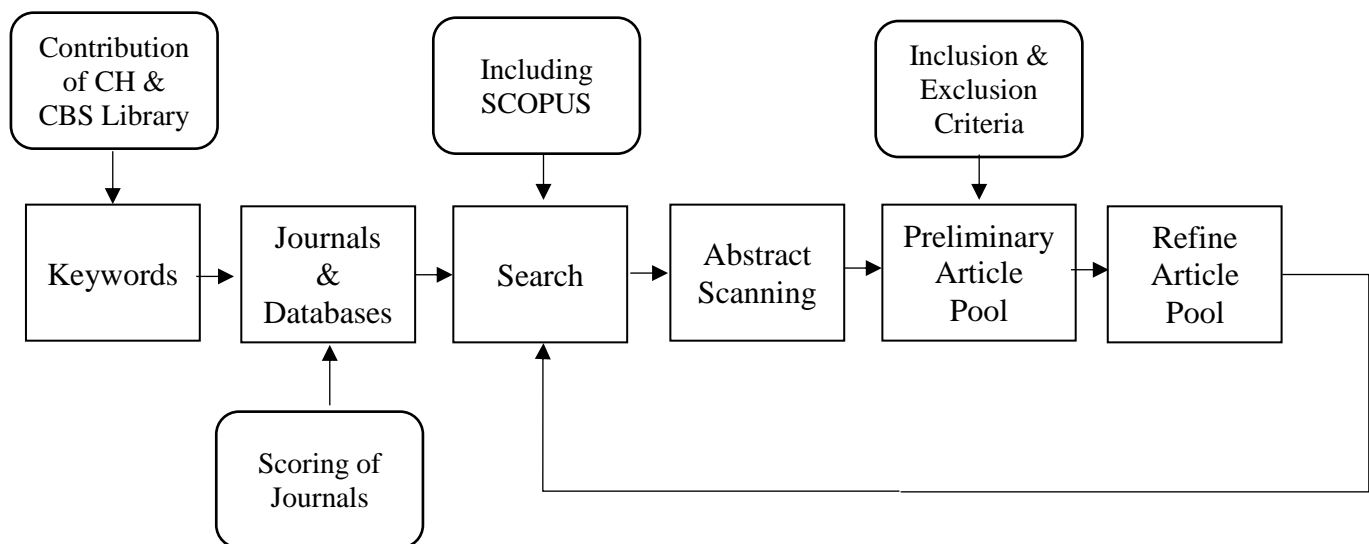 Contribution
of CH &
CBS Library
Including
SCOPUS
Inclusion &
Exclusion
Criteria
Keywords
Journals
&
Databases
Search
Abstract
Scanning
Preliminary
Article
Pool
Refine
Article
Pool
Scoring of
Journals